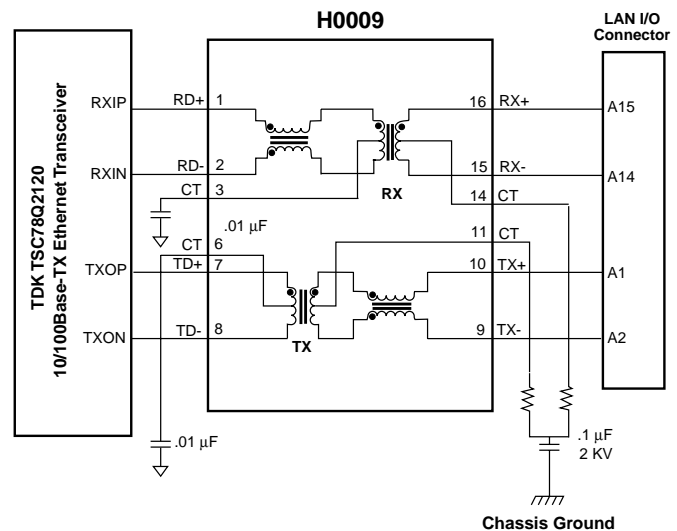 H0009
LAN I/O
Connector
TDK TSC78Q2120
10/100Base-TX Ethernet Transceiver
RXIP RD+ 1 16 RX+ A15
RXIN RD- 2 15 RX- A14
CT 3 RX 14 CT
.01 µF
11 CT
CT 6
TXOP TD+ 7 10 TX+ A1
TXON TD- 8 TX 9 TX- A2
.01 µF
.1 µF
2 KV
Chassis Ground